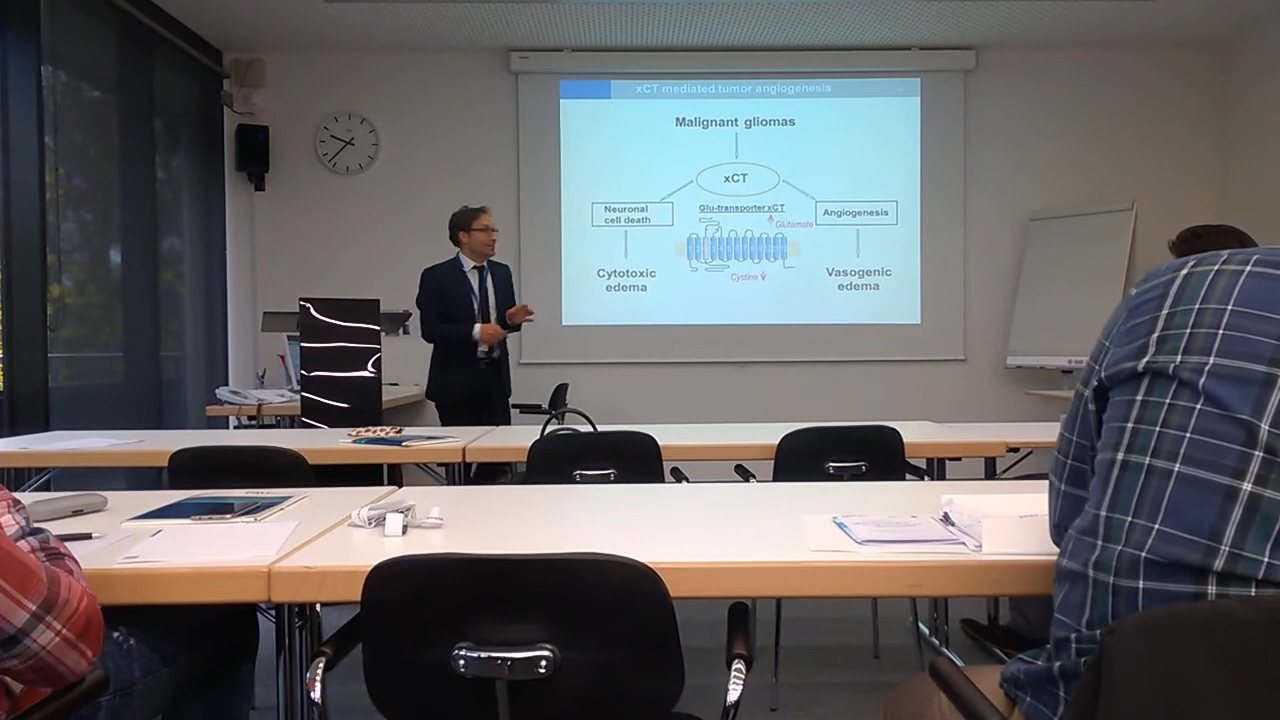 xCT mediated tumor angiogenesis
Malignant gliomas
xCT
Neuronal
cell death
Glu-transporter xCT
Angiogenesis
Glutamate
Cystine
Cytotoxic
edema
Vasogenic
edema